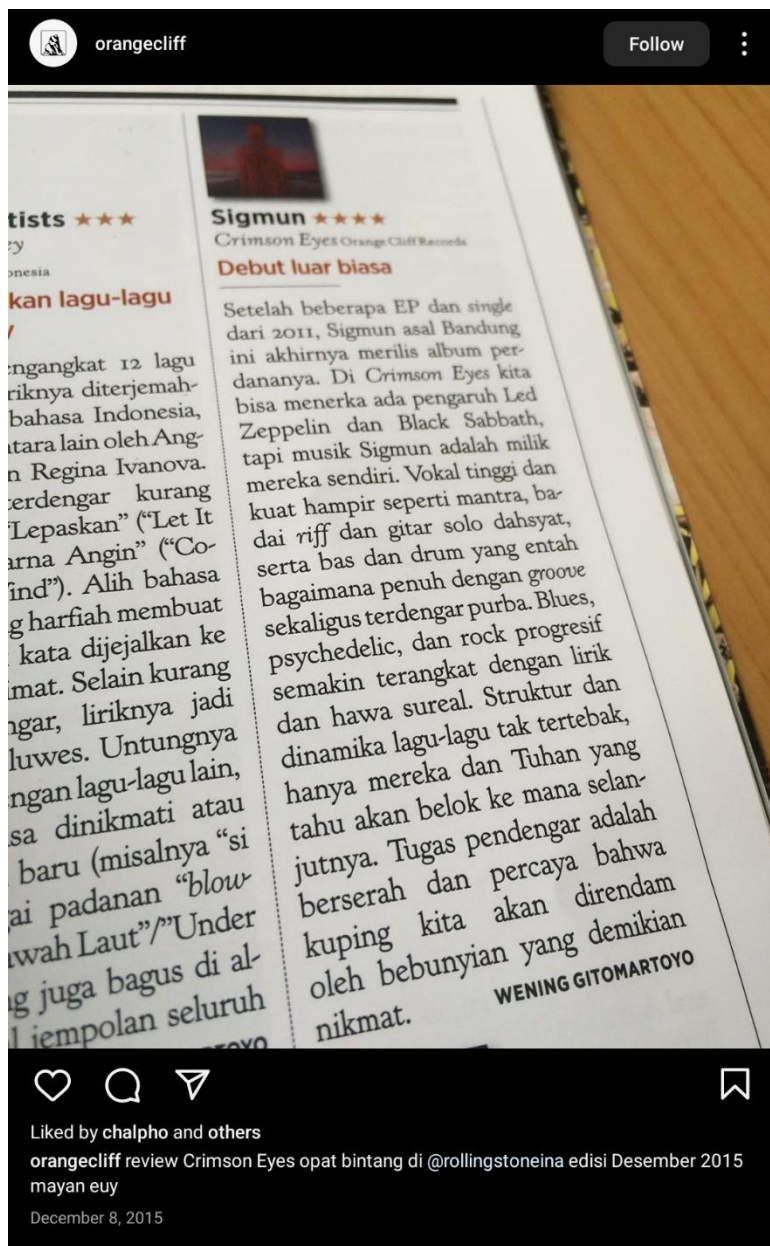 orangecliff
Follow
tists ★★★
ey
onesia
kan lagu-lagu
y
engangkat 12 lagu
riknya diterjemah-
bahasa Indonesia,
ntara lain oleh Ang-
n Regina Ivanova.
terdengar kurang
“Lepaskan” (“Let It
arna Angin” (“Co-
ind”). Alih bahasa
g harfiah membuat
kata dijejalkan ke
imat. Selain kurang
ngar, liriknya jadi
luwes. Untungnya
ngan lagu-lagu lain,
sa dinikmati atau
baru (misalnya “si
ai padanan “blow-
wah Laut”/”Under
g juga bagus di al-
l jempolan seluruh
TOYO
Sigmun ★★★★
Crimson Eyes Orange Cliff Records
Debut luar biasa
Setelah beberapa EP dan single
dari 2011, Sigmun asal Bandung
ini akhirnya merilis album per-
dananya. Di Crimson Eyes kita
bisa menerka ada pengaruh Led
Zeppelin dan Black Sabbath,
tapi musik Sigmun adalah milik
mereka sendiri. Vokal tinggi dan
kuat hampir seperti mantra, ba-
dai riff dan gitar solo dahsyat,
serta bas dan drum yang entah
bagaimana penuh dengan groove
sekaligus terdengar purba. Blues,
psychedelic, dan rock progresif
semakin terangkat dengan lirik
dan hawa sureal. Struktur dan
dinamika lagu-lagu tak tertebak,
hanya mereka dan Tuhan yang
tahu akan belok ke mana selan-
jutnya. Tugas pendengar adalah
berserah dan percaya bahwa
kuping kita akan direndam
oleh bebunyian yang demikian
nikmat.
WENING GITOMARTOYO
Liked by chalpho and others
orangecliff review Crimson Eyes opat bintang di @rollingstoneina edisi Desember 2015
mayan euy
December 8, 2015